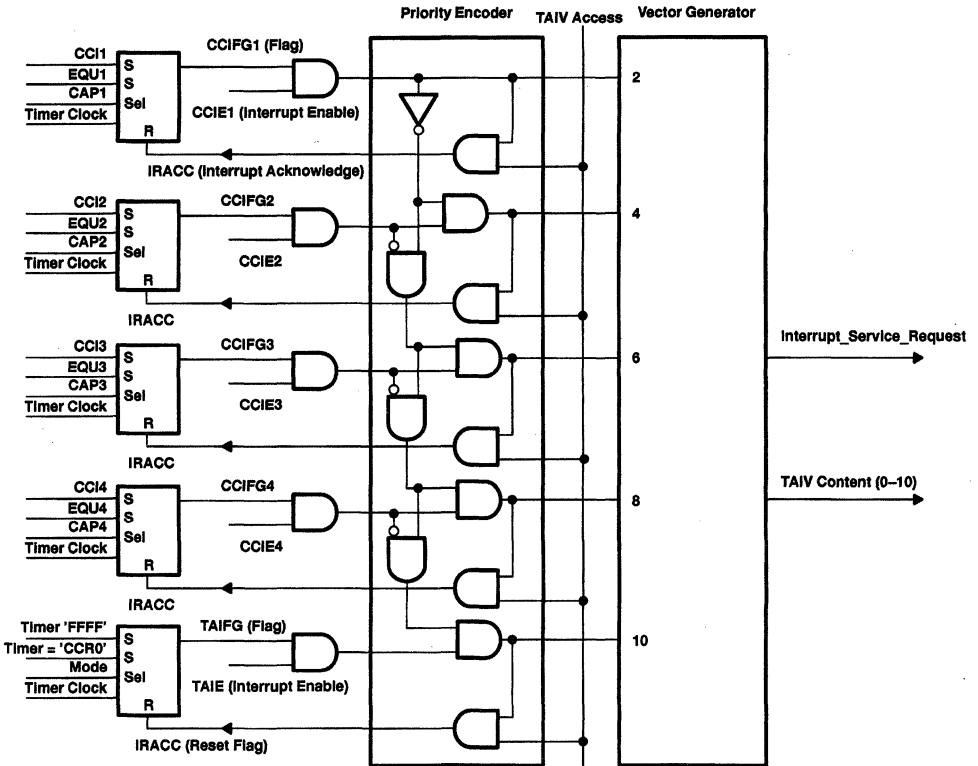 Priority Encoder
TAIV Access
Vector Generator
CCI1
EQU1
CAP1
Timer Clock
S
S
Sel
R
CCIFG1 (Flag)
CCIE1 (Interrupt Enable)
IRACC (Interrupt Acknowledge)
2
CCI2
EQU2
CAP2
Timer Clock
S
S
Sel
R
CCIFG2
CCIE2
IRACC
4
CCI3
EQU3
CAP3
Timer Clock
S
S
Sel
R
CCIFG3
CCIE3
IRACC
6
Interrupt_Service_Request
CCI4
EQU4
CAP4
Timer Clock
S
S
Sel
R
CCIFG4
CCIE4
IRACC
8
TAIV Content (0–10)
Timer 'FFFF'
Timer = 'CCR0'
Mode
Timer Clock
S
S
Sel
R
TAIFG (Flag)
TAIE (Interrupt Enable)
IRACC (Reset Flag)
10